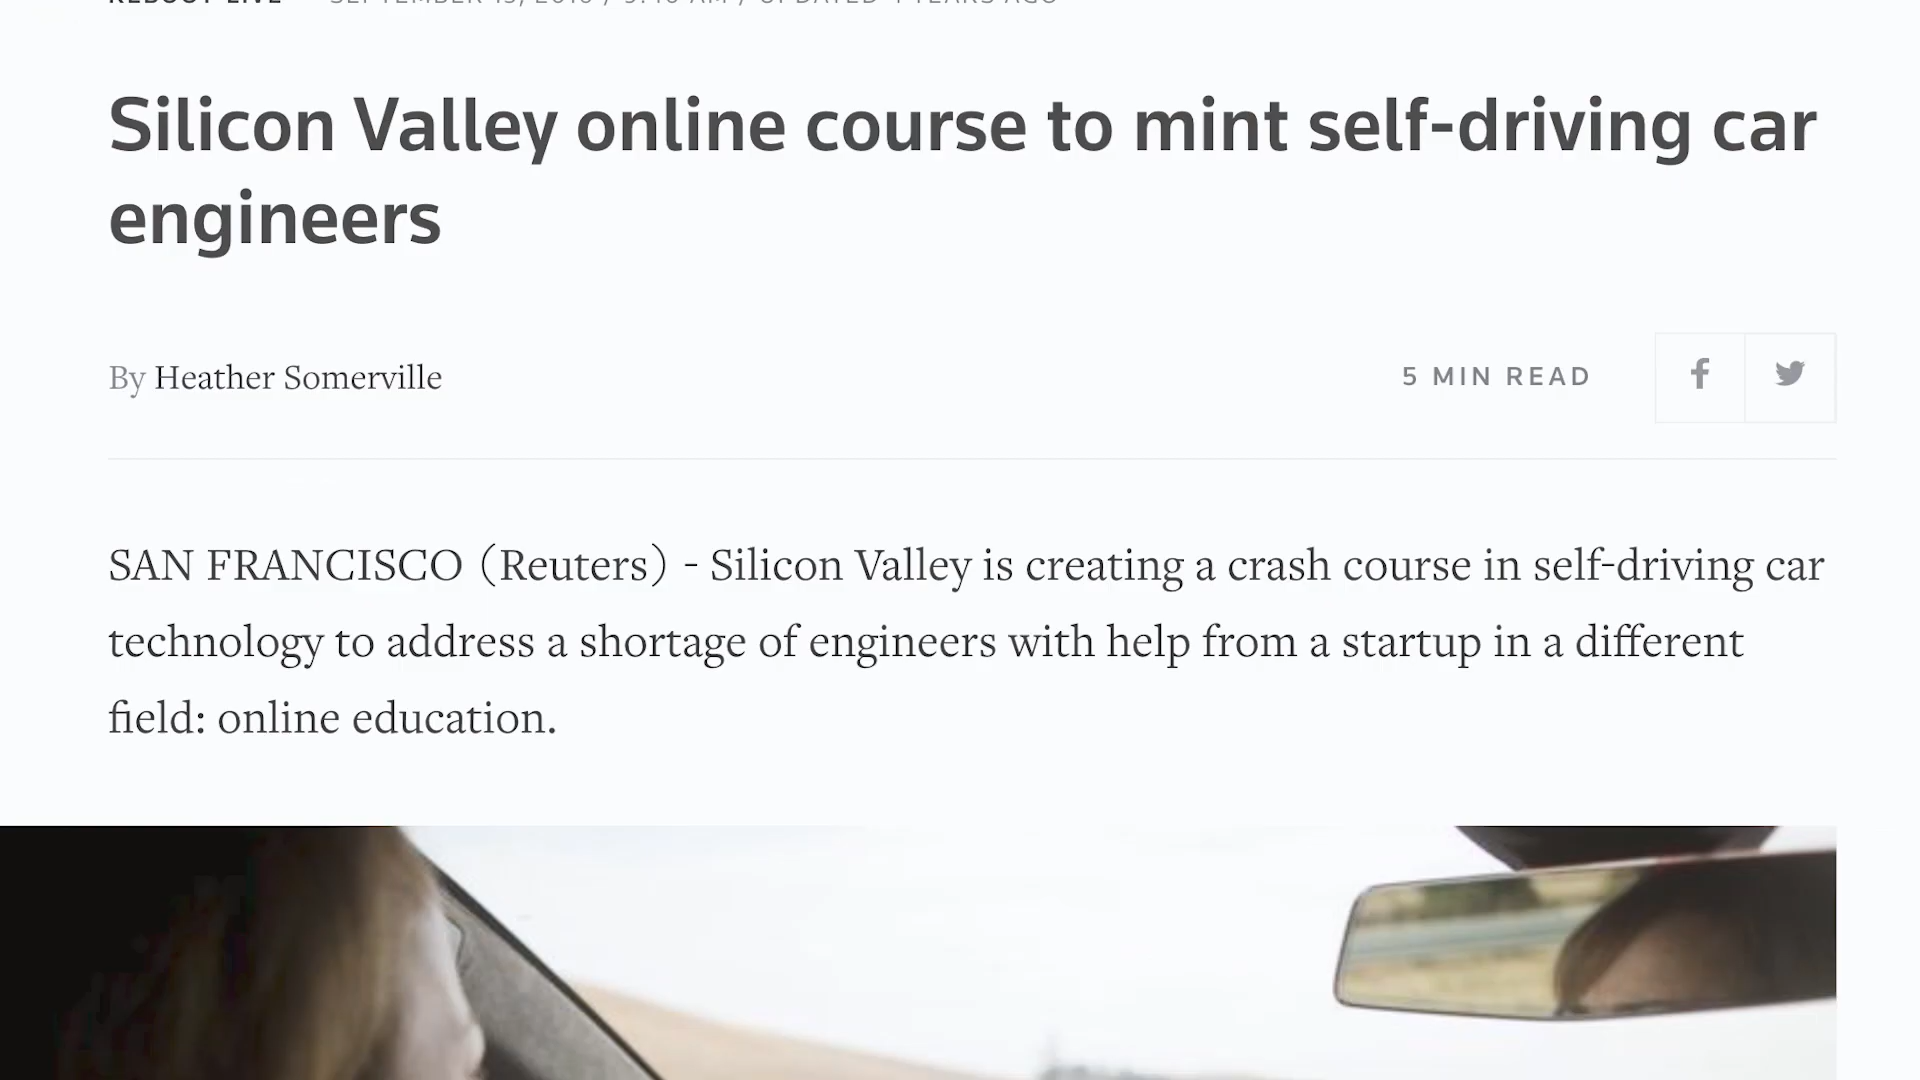 Silicon Valley online course to mint self-driving car
engineers
By Heather Somerville
5 MIN READ
SAN FRANCISCO (Reuters) - Silicon Valley is creating a crash course in self-driving car
technology to address a shortage of engineers with help from a startup in a different
field: online education.